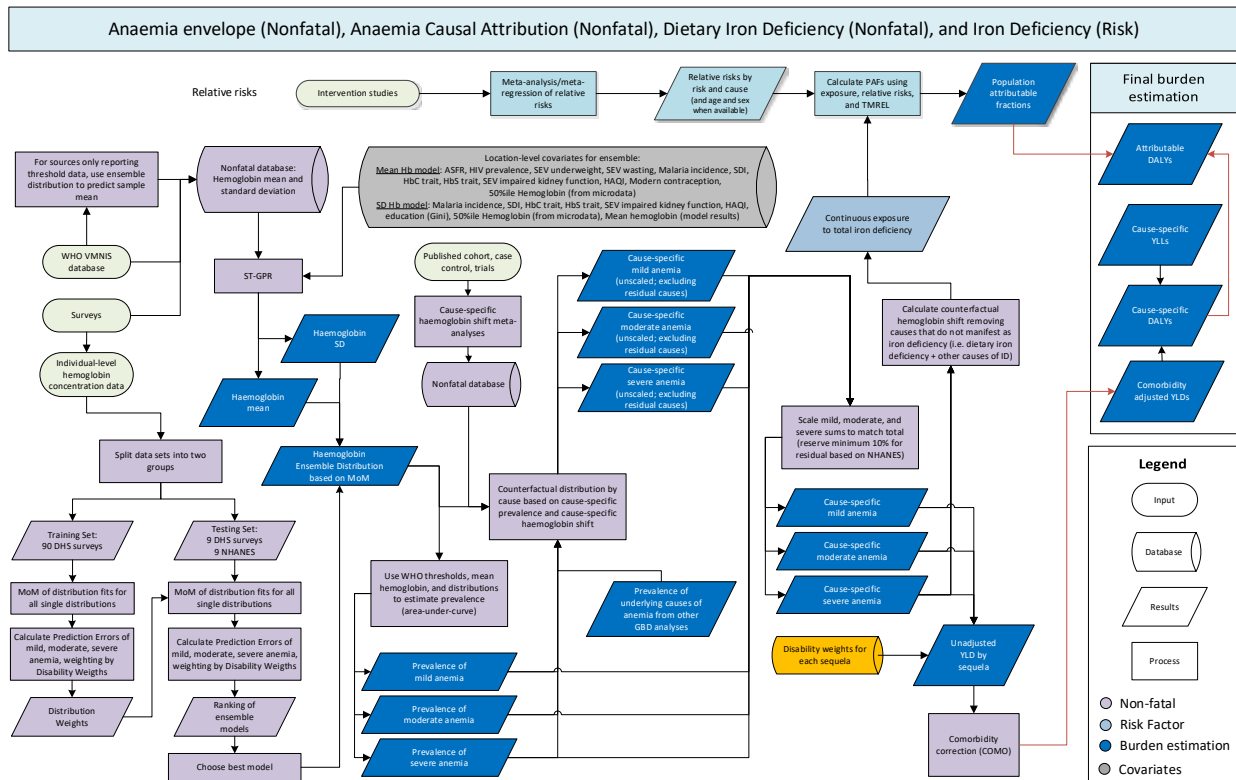 Anaemia envelope (Nonfatal), Anaemia Causal Attribution (Nonfatal), Dietary Iron Deficiency (Nonfatal), and Iron Deficiency (Risk)
Relative risks
Intervention studies
Meta-analysis/meta-
regression of relative
risks
Relative risks by
risk and cause
(and age and sex
when available)
Calculate PAFs using
exposure, relative risks,
and TMREL
Population
attributable
fractions
Final burden
estimation
Attributable
DALYs
Cause-specific
YLLs
Cause-specific
DALYs
Comorbidity
adjusted YLDs
For sources only reporting
threshold data, use ensemble
distribution to predict sample
mean
Nonfatal database:
Hemoglobin mean and
standard deviation
Location-level covariates for ensemble:
Mean Hb model: ASFR, HIV prevalence, SEV underweight, SEV wasting, Malaria incidence, SDI,
HbC trait, HbS trait, SEV impaired kidney function, HAQI, Modern contraception,
50%ile Hemoglobin (from microdata)
SD Hb model: Malaria incidence, SDI, HbC trait, HbS trait, SEV impaired kidney function, HAQI,
education (Gini), 50%ile Hemoglobin (from microdata), Mean hemoglobin (model results)
Continuous exposure
to total iron deficiency
WHO VMNIS
database
ST-GPR
Published cohort, case
control, trials
Surveys
Individual-level
hemoglobin
concentration data
Haemoglobin
SD
Haemoglobin
mean
Cause-specific
haemoglobin shift meta-
analyses
Nonfatal database
Cause-specific
mild anemia
(unscaled; excluding
residual causes)
Cause-specific
moderate anemia
(unscaled; excluding
residual causes)
Cause-specific
severe anemia
(unscaled; excluding
residual causes)
Calculate counterfactual
hemoglobin shift removing
causes that do not manifest as
iron deficiency (i.e. dietary iron
deficiency + other causes of ID)
Split data sets into two
groups
Haemoglobin
Ensemble Distribution
based on MoM
Scale mild, moderate, and
severe sums to match total
(reserve minimum 10% for
residual based on NHANES)
Counterfactual distribution by
cause based on cause-specific
prevalence and cause-specific
haemoglobin shift
Training Set:
90 DHS surveys
Testing Set:
9 DHS surveys
9 NHANES
Cause-specific
mild anemia
Cause-specific
moderate anemia
Cause-specific
severe anemia
MoM of distribution fits for
all single distributions
MoM of distribution fits for
all single distributions
Use WHO thresholds, mean
hemoglobin, and distributions
to estimate prevalence
(area-under-curve)
Prevalence of
underlying causes of
anemia from other
GBD analyses
Calculate Prediction Errors of
mild, moderate, severe
anemia, weighting by
Disability Weigths
Calculate Prediction Errors of
mild, moderate, severe anemia,
weighting by Disability Weigths
Disability weights for
each sequela
Unadjusted
YLD by
sequela
Distribution
Weights
Ranking of
ensemble
models
Choose best model
Prevalence of
mild anemia
Prevalence of
moderate anemia
Prevalence of
severe anemia
Comorbidity
correction (COMO)
Legend
Input
Database
Results
Process
Non-fatal
Risk Factor
Burden estimation
Covariates